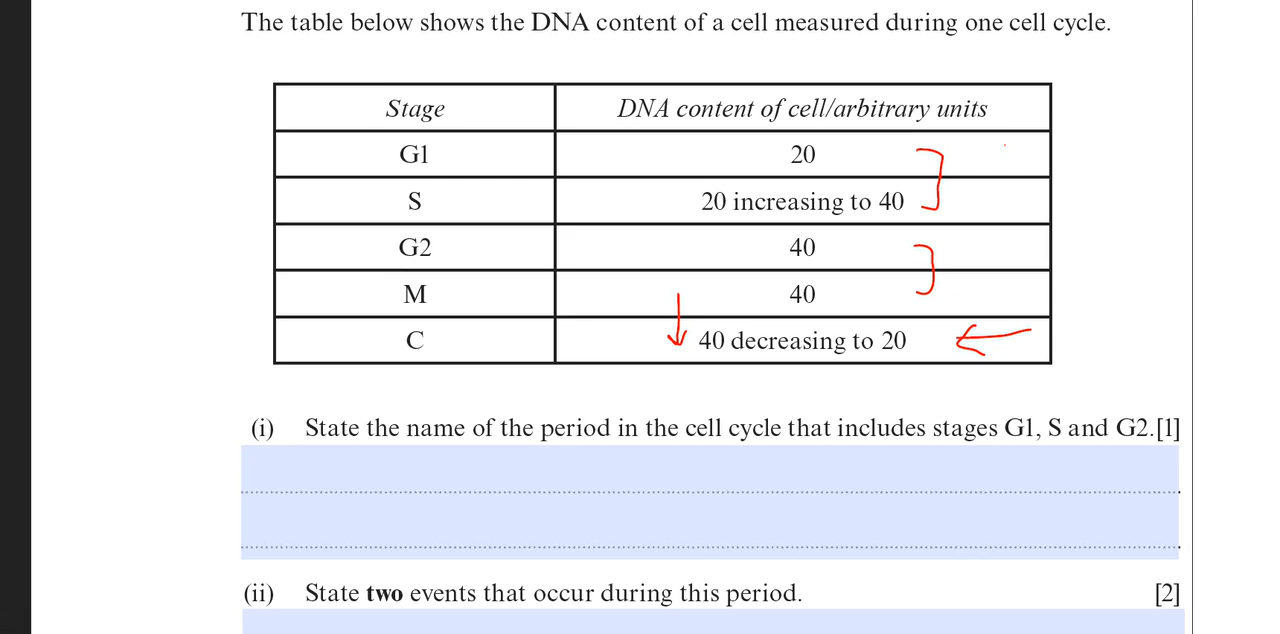 The table below shows the DNA content of a cell measured during one cell cycle.
Stage DNA content of cell/arbitrary units
G1 20
S 20 increasing to 40
G2 40
M 40
C 40 decreasing to 20
(i) State the name of the period in the cell cycle that includes stages G1, S and G2.[1]
(ii) State two events that occur during this period. [2]